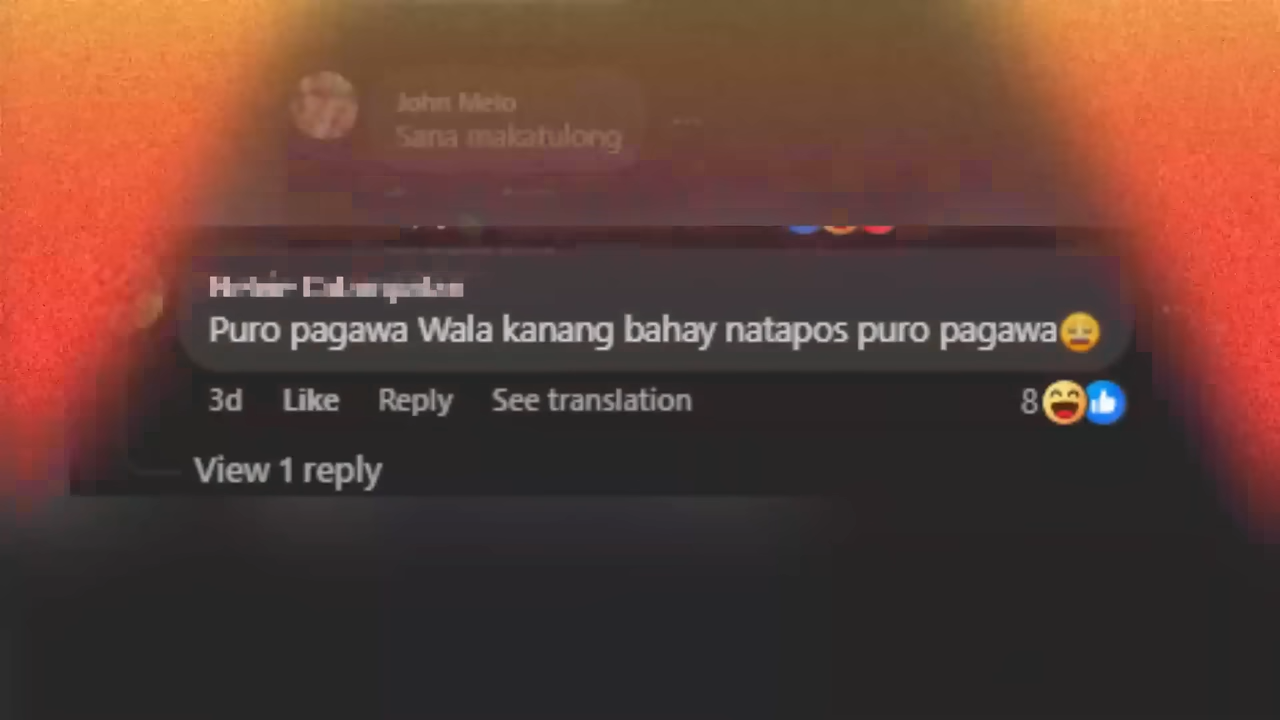 John Melo
Sana makatulong
Puro pagawa Wala kanang bahay natapos puro pagawa
3d Like Reply See translation 8
View 1 reply